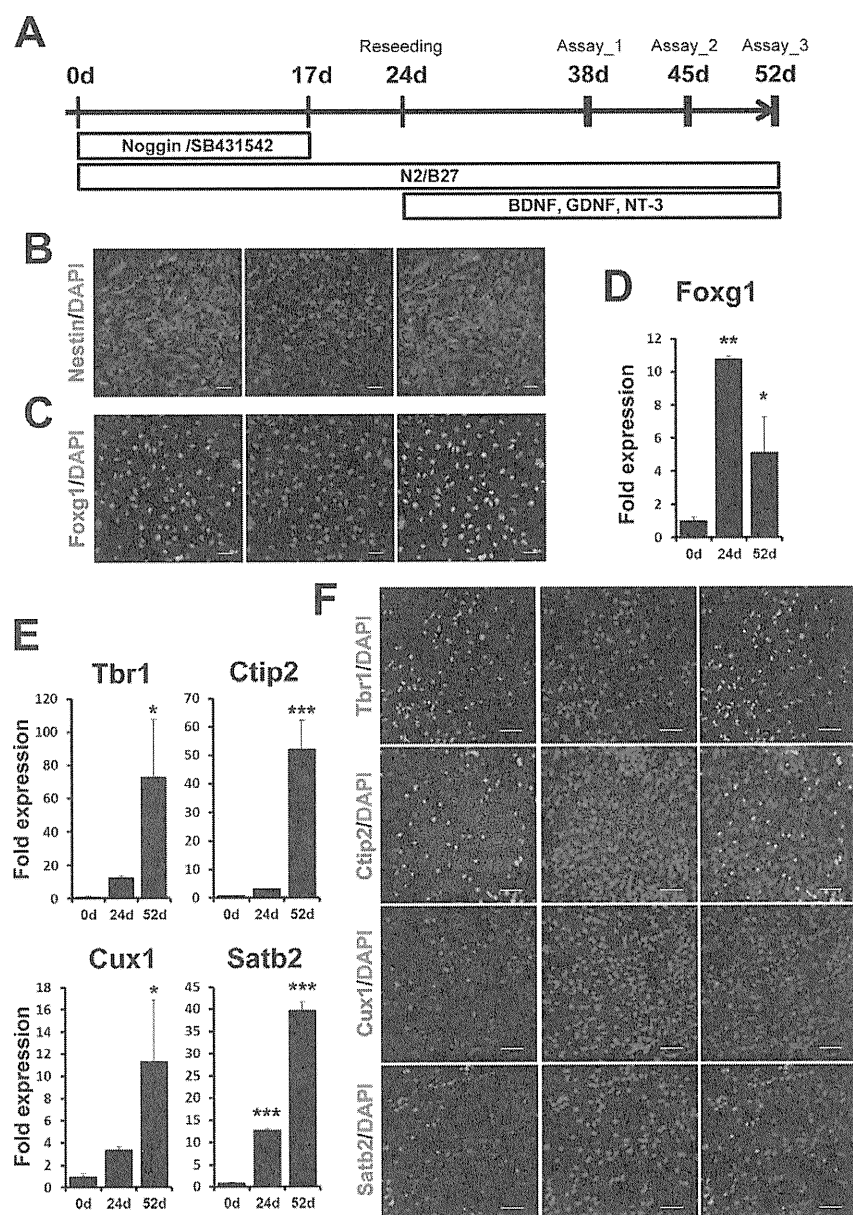 A
Reseeding Assay_1 Assay_2 Assay_3
0d 17d 24d 38d 45d 52d
Noggin /SB431542
N2/B27
BDNF, GDNF, NT-3
B
Nestin/DAPI
C
Foxg1/DAPI
D
Foxg1
Fold expression
12
10
8
6
4
2
0
**
*
0d 24d 52d
E
Tbr1
Fold expression
120
100
80
60
40
20
0
*
0d 24d 52d
Ctip2
70
60
50
40
30
20
10
0
***
0d 24d 52d
Cux1
Fold expression
18
16
14
12
10
8
6
4
2
0
*
0d 24d 52d
Satb2
45
40
35
30
25
20
15
10
5
0
***
***
0d 24d 52d
F
Tbr1/DAPI
Ctip2/DAPI
Cux1/DAPI
Satb2/DAPI